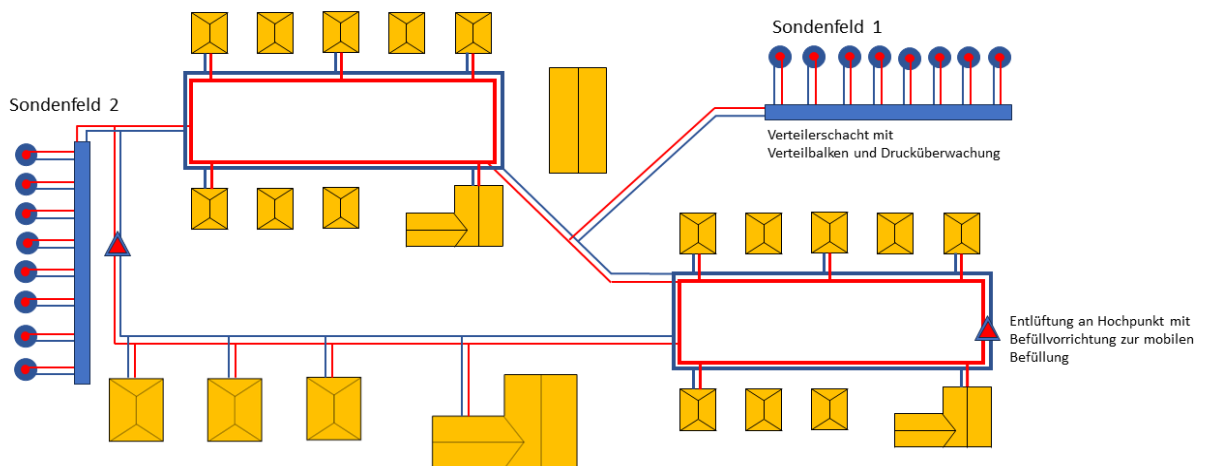 Sondenfeld 1
Sondenfeld 2
Verteilerschacht mit
Verteilbalken und Drucküberwachung
Entlüftung an Hochpunkt mit
Befüllvorrichtung zur mobilen
Befüllung